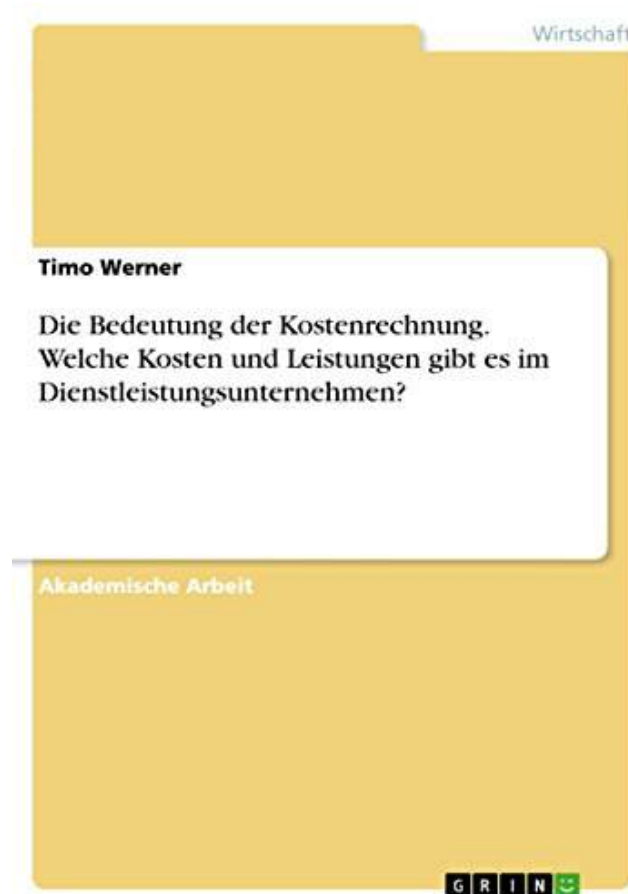 Wirtschaft
Timo Werner
Die Bedeutung der Kostenrechnung.
Welche Kosten und Leistungen gibt es im
Dienstleistungsunternehmen?
Akademische Arbeit
GRIN